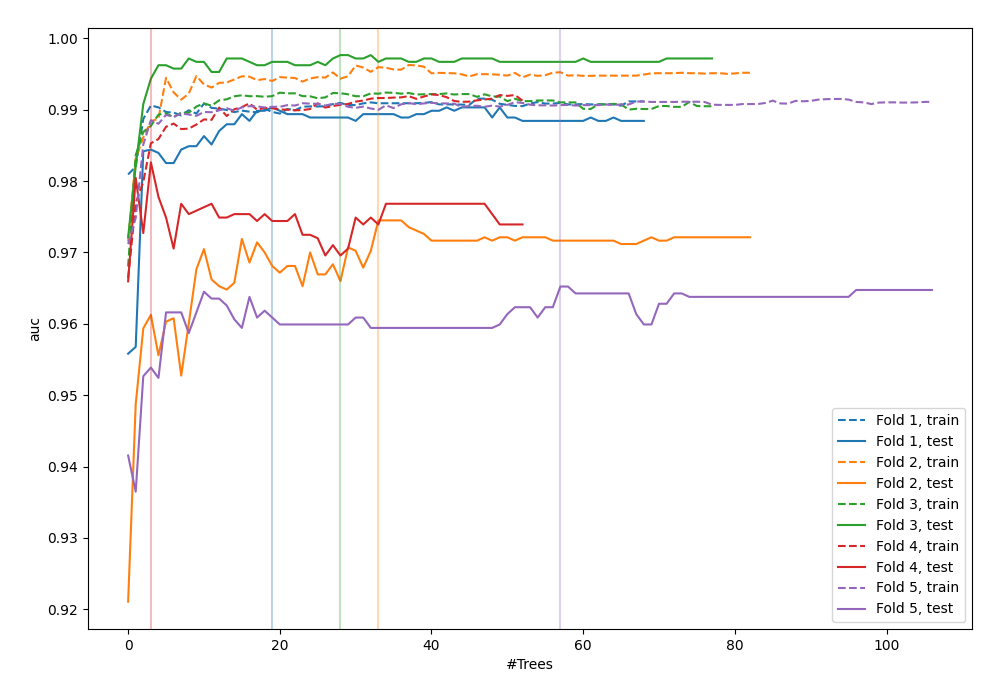 1.00
0.99
0.98
0.97
0.96
0.95
0.94
0.93
0.92
auc
0
20
40
60
80
100
#Trees
Fold 1, train
Fold 1, test
Fold 2, train
Fold 2, test
Fold 3, train
Fold 3, test
Fold 4, train
Fold 4, test
Fold 5, train
Fold 5, test